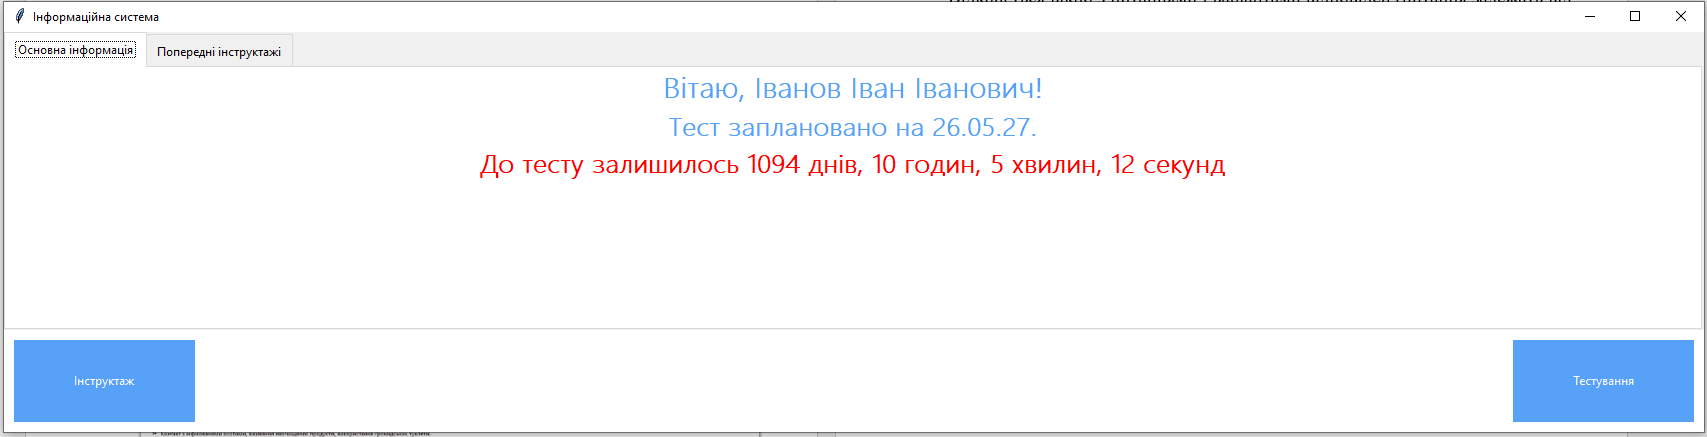 Інформаційна система
Основна інформація
Попередні інструктажі
Вітаю, Іванов Іван Іванович!
Тест заплановано на 26.05.27.
До тесту залишилось 1094 днів, 10 годин, 5 хвилин, 12 секунд
Інструктаж
Тестування